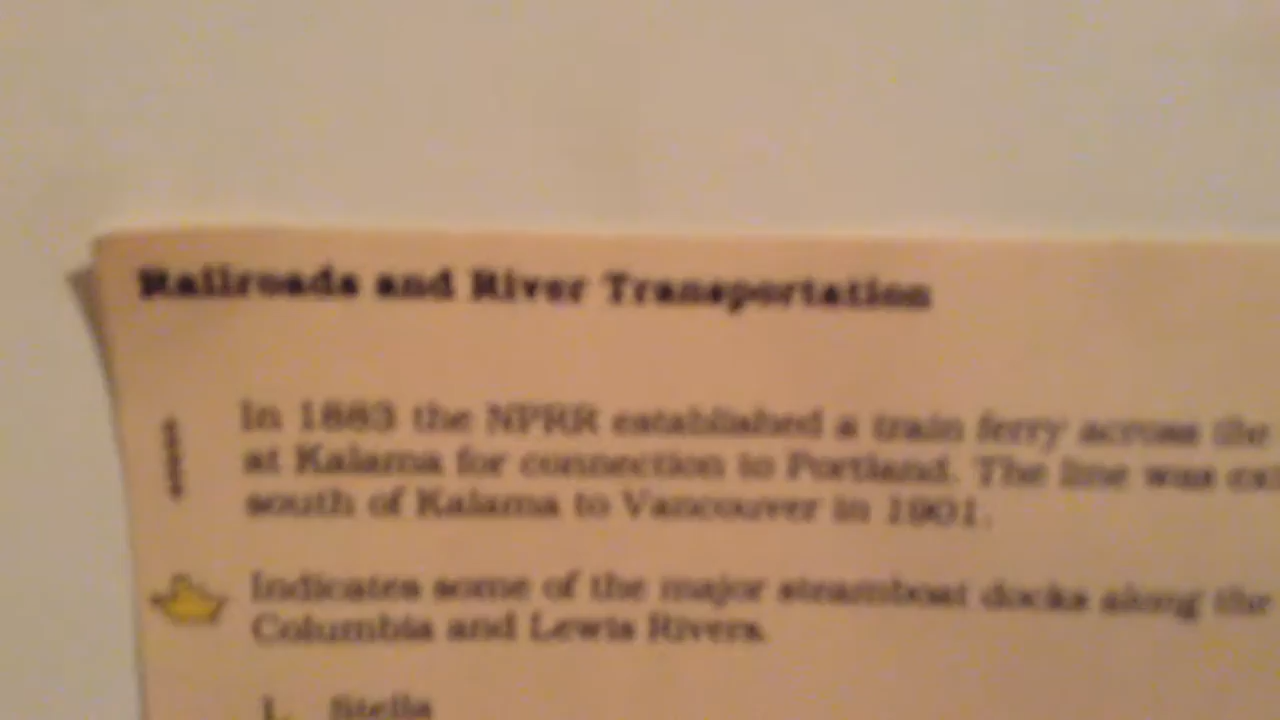 Railroads and River Transportation
In 1883 the NPRR established a train ferry across the
at Kalama for connection to Portland. The line was
south of Kalama to Vancouver in 1901.
Indicates some of the major steamboat docks along the
Columbia and Lewis Rivers.
1. Stella